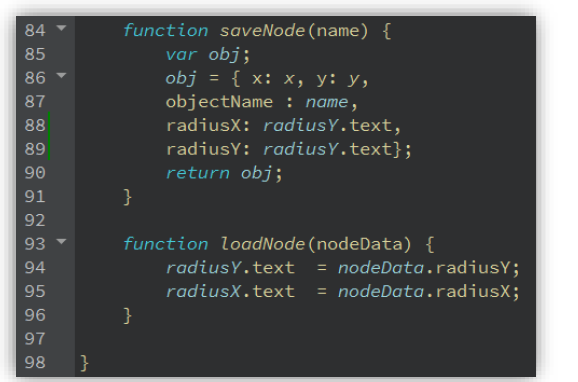 84 function saveNode(name) {
85 var obj;
86 obj = { x: x, y: y,
87 objectName : name,
88 radiusX: radiusY.text,
89 radiusY: radiusY.text};
90 return obj;
91 }
92
93 function loadNode(nodeData) {
94 radiusY.text  = nodeData.radiusY;
95 radiusX.text  = nodeData.radiusX;
96 }
97
98 }